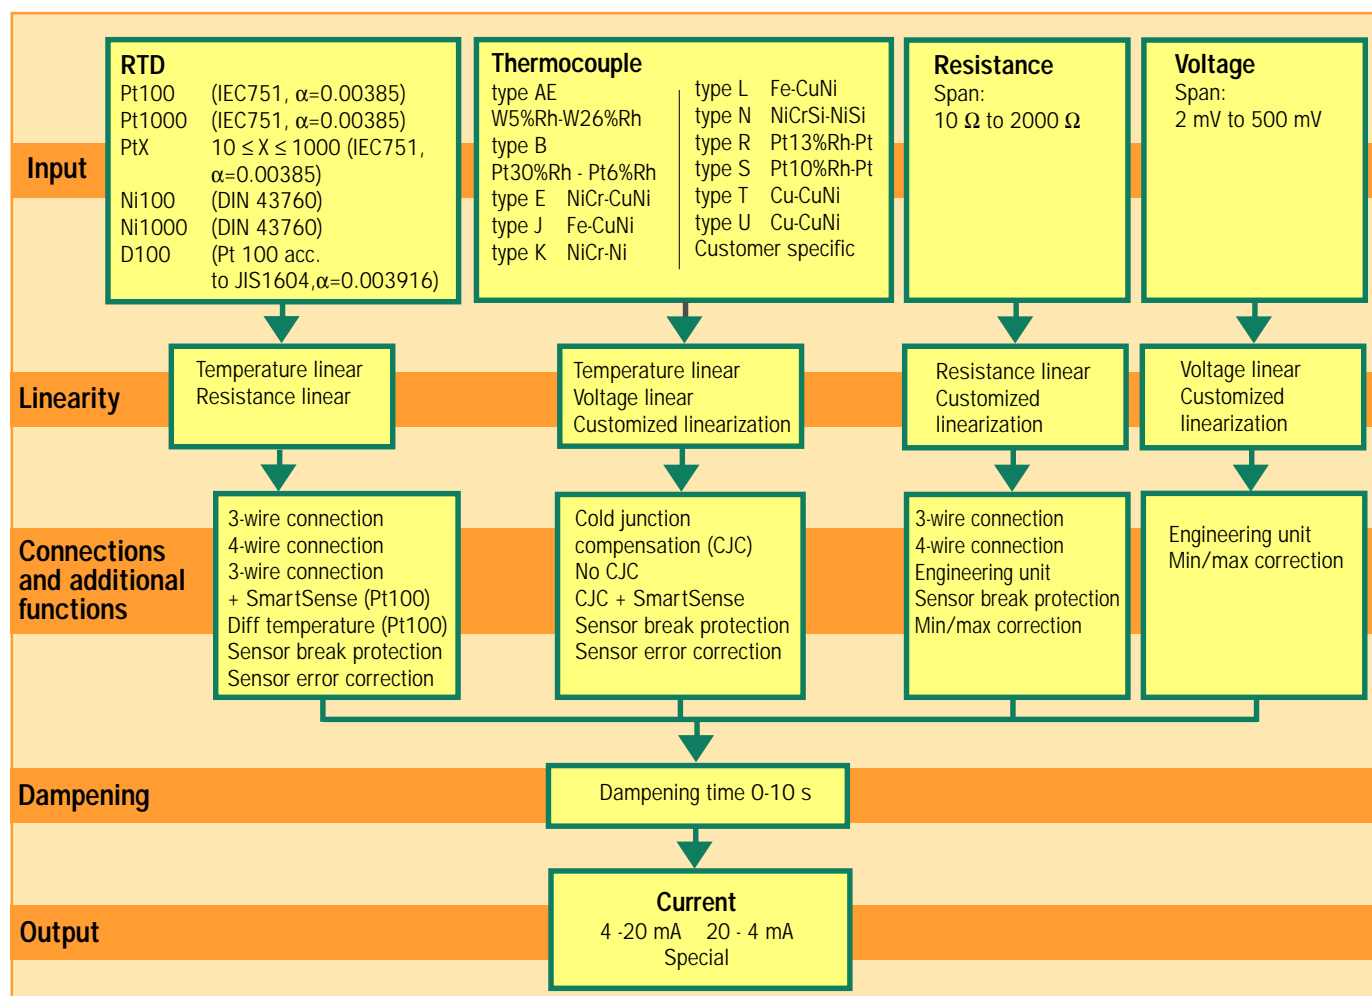 Input
RTD
Pt100 (IEC751, α=0.00385)
Pt1000 (IEC751, α=0.00385)
PtX 10 ≤ X ≤ 1000 (IEC751,
α=0.00385)
Ni100 (DIN 43760)
Ni1000 (DIN 43760)
D100 (Pt 100 acc.
to JIS1604,α=0.003916)
Thermocouple
type AE
W5%Rh-W26%Rh
type B
Pt30%Rh - Pt6%Rh
type E NiCr-CuNi
type J Fe-CuNi
type K NiCr-Ni
type L Fe-CuNi
type N NiCrSi-NiSi
type R Pt13%Rh-Pt
type S Pt10%Rh-Pt
type T Cu-CuNi
type U Cu-CuNi
Customer specific
Resistance
Span:
10 Ω to 2000 Ω
Voltage
Span:
2 mV to 500 mV
Linearity
Temperature linear
Resistance linear
Temperature linear
Voltage linear
Customized linearization
Resistance linear
Customized
linearization
Voltage linear
Customized
linearization
Connections
and additional
functions
3-wire connection
4-wire connection
3-wire connection
+ SmartSense (Pt100)
Diff temperature (Pt100)
Sensor break protection
Sensor error correction
Cold junction
compensation (CJC)
No CJC
CJC + SmartSense
Sensor break protection
Sensor error correction
3-wire connection
4-wire connection
Engineering unit
Sensor break protection
Min/max correction
Engineering unit
Min/max correction
Dampening
Dampening time 0-10 s
Output
Current
4 -20 mA 20 - 4 mA
Special